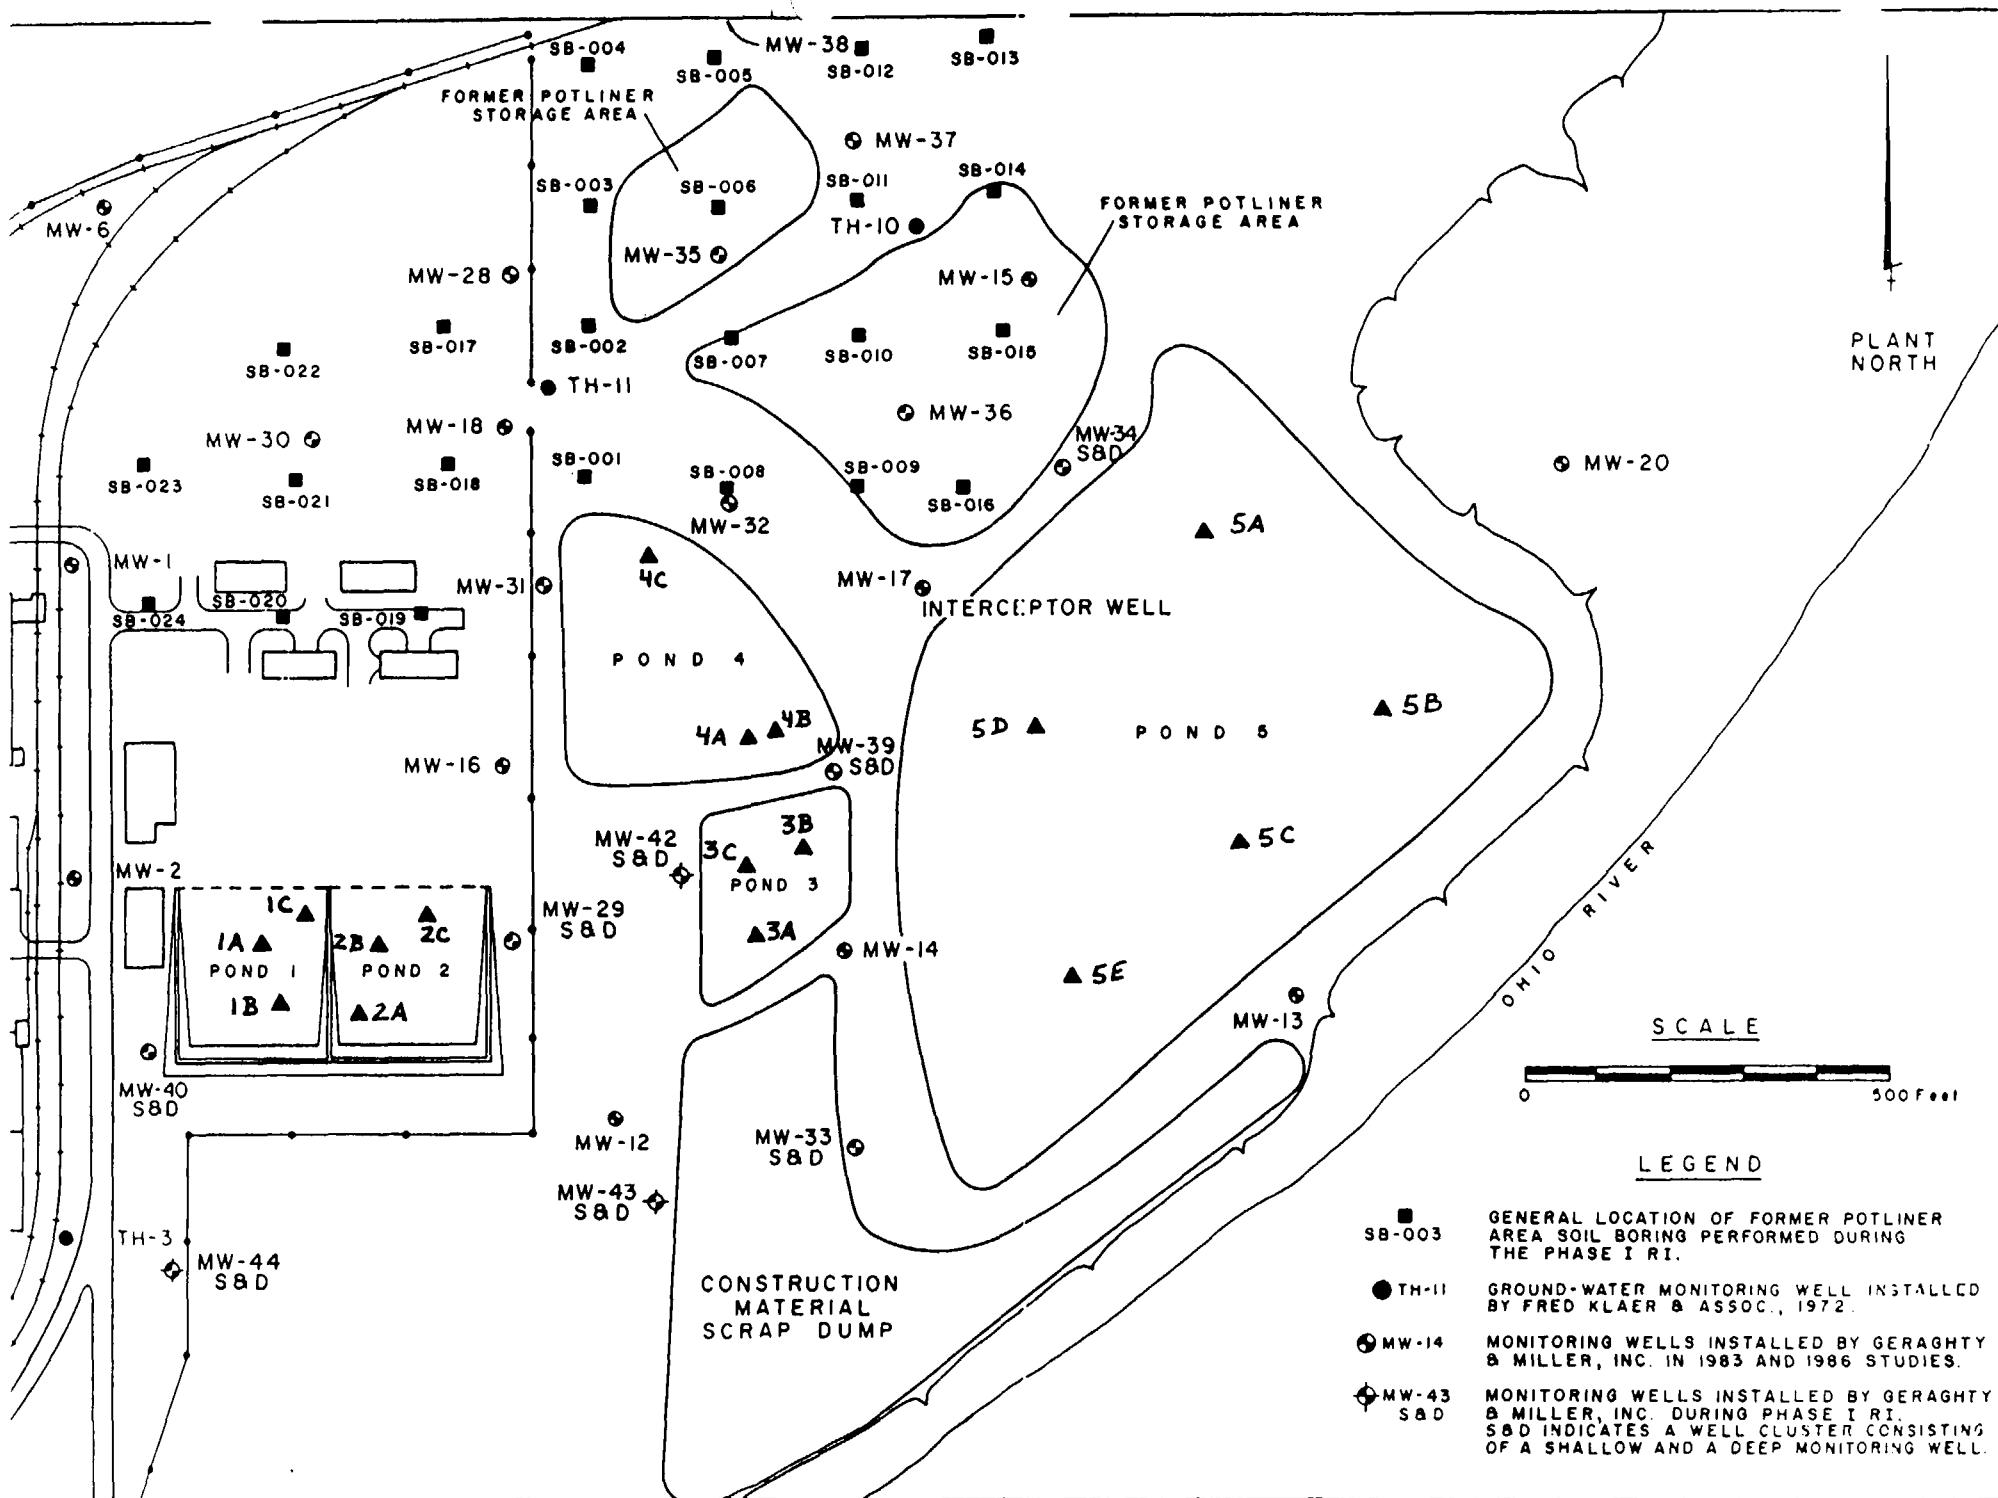 SB-004
MW-38
SB-005
SB-012
SB-013
FORMER POTLINER
STORAGE AREA
MW-37
SB-003
SB-006
SB-011
SB-014
FORMER POTLINER
STORAGE AREA
MW-6
TH-10
MW-35
MW-28
MW-15
SB-022
SB-017
SB-002
SB-007
SB-010
SB-015
PLANT
NORTH
TH-11
MW-30
MW-18
MW-36
MW-34
S&D
MW-20
SB-023
SB-021
SB-018
SB-001
SB-008
SB-009
SB-016
MW-32
5A
MW-1
4C
MW-31
MW-17
INTERCEPTOR WELL
SB-024
SB-020
SB-019
POND 4
4A
4B
5D
POND 5
5B
MW-16
MW-39
S&D
MW-42
S&D
3B
3C
POND 3
3A
5C
MW-2
1C
1A
POND 1
1B
2B
2C
POND 2
2A
MW-29
S&D
MW-14
5E
OHIO RIVER
MW-13
MW-40
S&D
MW-12
MW-33
S&D
MW-43
S&D
TH-3
MW-44
S&D
CONSTRUCTION
MATERIAL
SCRAP DUMP
SCALE
0
500 Feet
LEGEND
SB-003
GENERAL LOCATION OF FORMER POTLINER
AREA SOIL BORING PERFORMED DURING
THE PHASE I RI.
TH-11
GROUND-WATER MONITORING WELL INSTALLED
BY FRED KLAER & ASSOC., 1972.
MW-14
MONITORING WELLS INSTALLED BY GERAGHTY
& MILLER, INC. IN 1983 AND 1986 STUDIES.
MW-43
S&D
MONITORING WELLS INSTALLED BY GERAGHTY
& MILLER, INC. DURING PHASE I RI.
S&D INDICATES A WELL CLUSTER CONSISTING
OF A SHALLOW AND A DEEP MONITORING WELL.